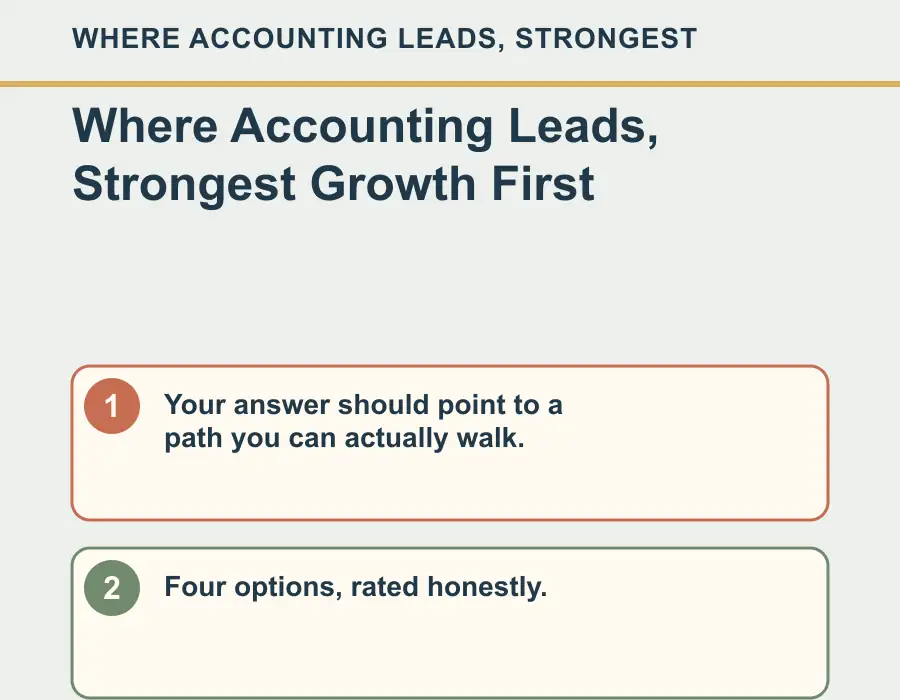 WHERE ACCOUNTING LEADS, STRONGEST
Where Accounting Leads,
Strongest Growth First
1
Your answer should point to a
path you can actually walk.
2
Four options, rated honestly.